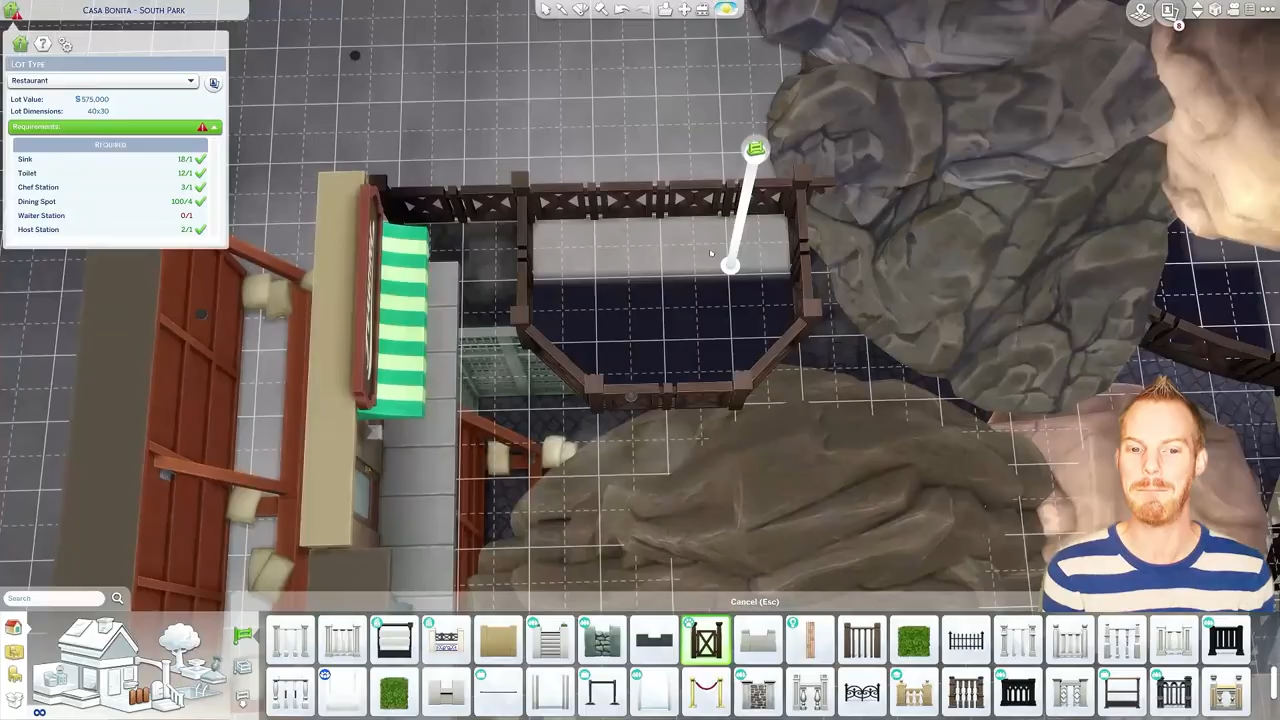 CASA BONITA - SOUTH PARK
8
LOT TYPE
Restaurant
Lot Value: §575,000
Lot Dimensions: 40x30
Requirements:
REQUIRED
Sink 18/1
Toilet 12/1
Chef Station 3/1
Dining Spot 100/4
Waiter Station 0/1
Host Station 2/1
Search
Cancel (Esc)